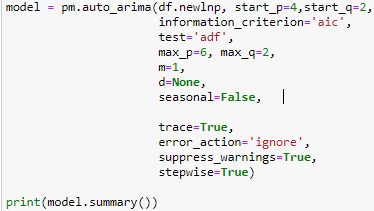 model = pm.auto_arima(df.newlnp, start_p=4,start_q=2,
information_criterion='aic',
test='adf',
max_p=6, max_q=2,
m=1,
d=None,
seasonal=False,
trace=True,
error_action='ignore',
suppress_warnings=True,
stepwise=True)
print(model.summary())